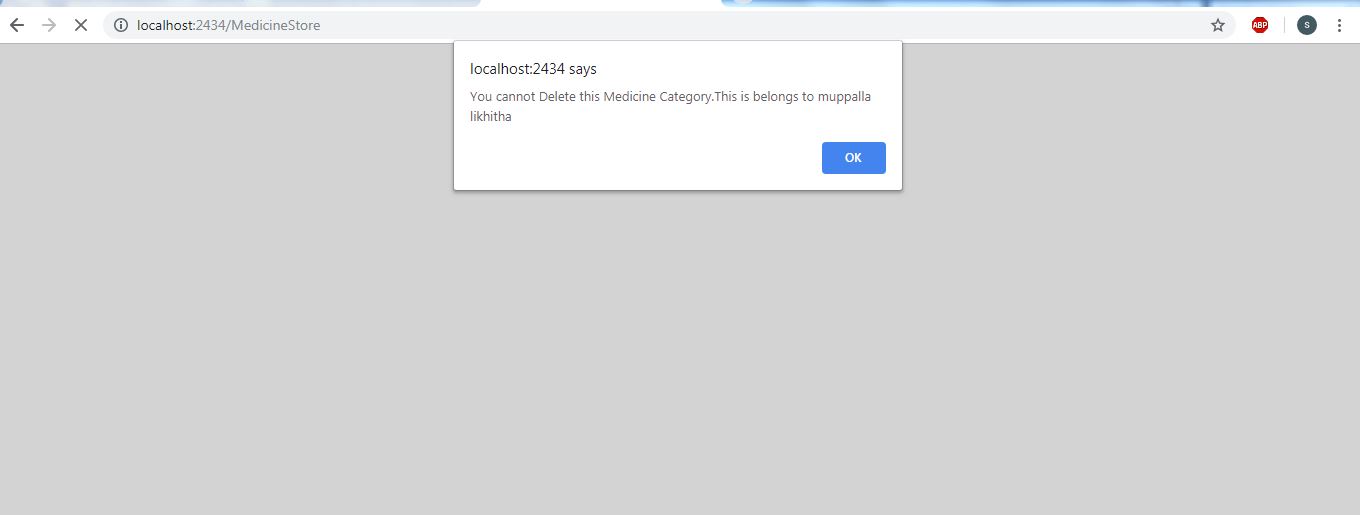 localhost:2434/MedicineStore
ABP
S
localhost:2434 says
You cannot Delete this Medicine Category.This is belongs to muppalla
likhitha
OK